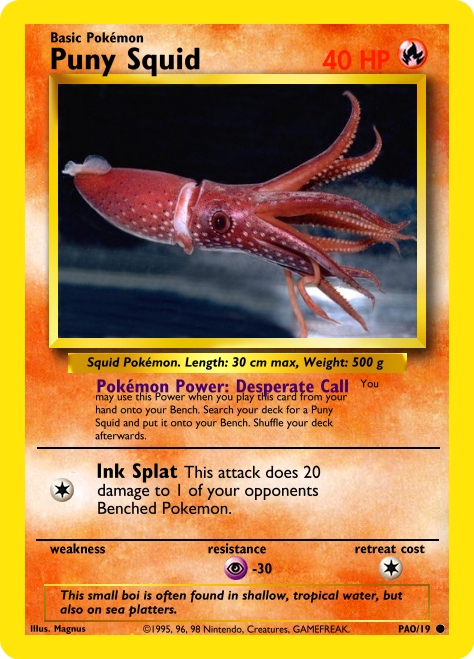 Basic Pokémon
Puny Squid 40 HP
Squid Pokémon. Length: 30 cm max, Weight: 500 g
Pokémon Power: Desperate Call You
may use this Power when you play this card from your
hand onto your Bench. Search your deck for a Puny
Squid and put it onto your Bench. Shuffle your deck
afterwards.
Ink Splat This attack does 20
damage to 1 of your opponents
Benched Pokemon.
weakness resistance retreat cost
-30
This small boi is often found in shallow, tropical water, but
also on sea platters.
Illus. Magnus ©1995, 96, 98 Nintendo, Creatures, GAMEFREAK. PAO/19